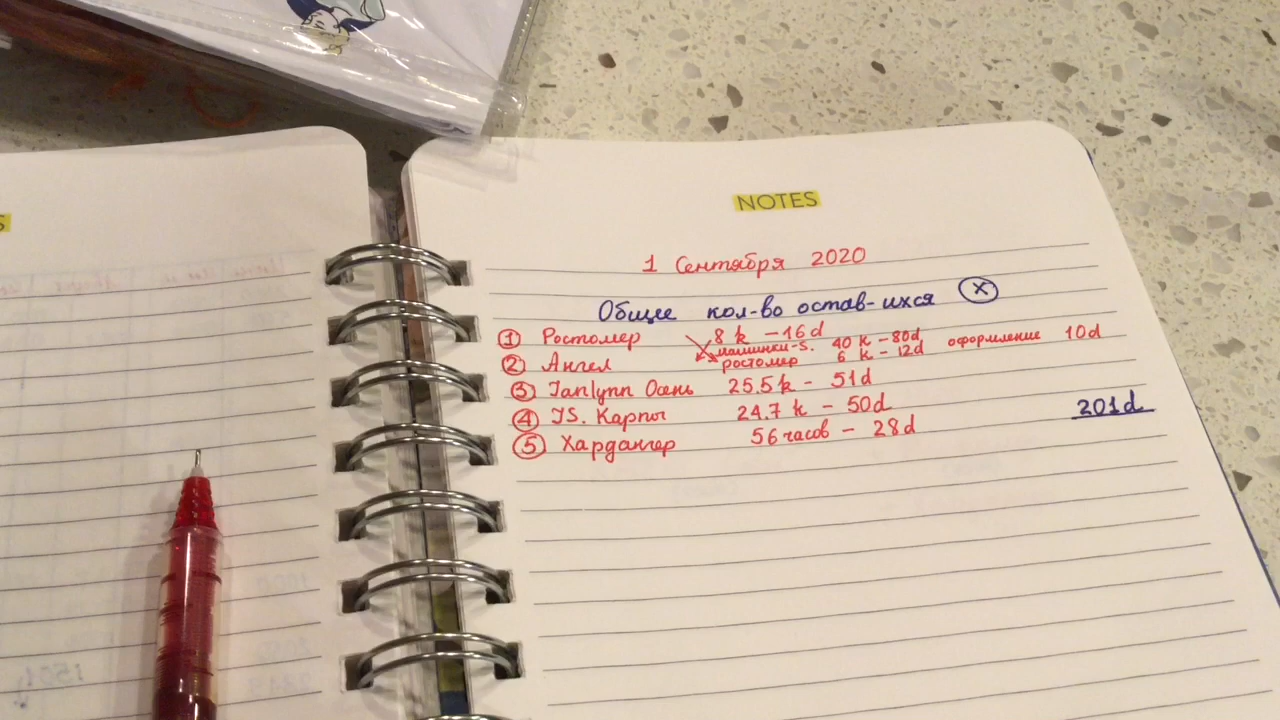 S
NOTES
1 Сентября 2020
Общее кол-во остав-ихся X
1 Ростомер 8 k - 16 d
машинки-S. 40 k - 80d, оформление 10d
2 Ангел ростомер 6 k - 12d
3 Janlynn Осень 25.5 k - 51d
4 JS. Карпы 24.7 k - 50d
201d
5 Хардангер 56 часов - 28d